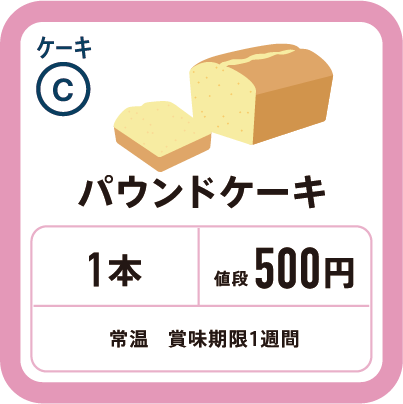 ケーキ
C
パウンドケーキ
1本
値段 500円
常温　賞味期限1週間